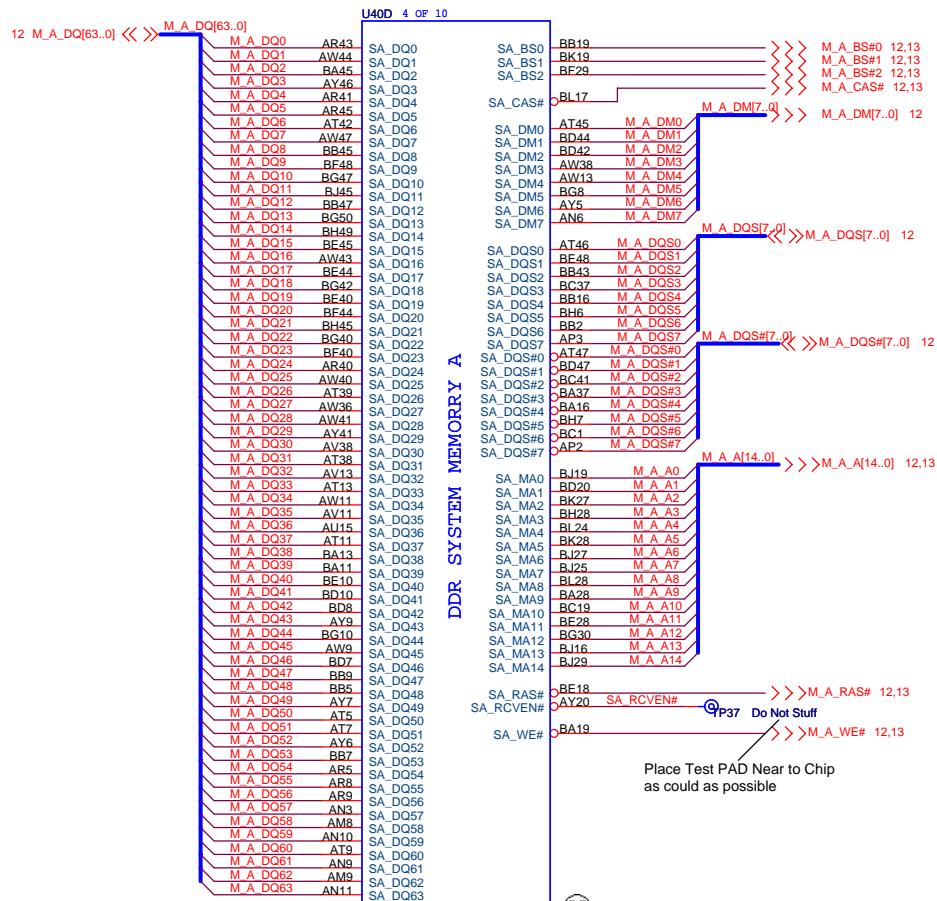 U40D 4 OF 10
12 M_A_DQ[63..0] M_A_DQ[63..0]
M_A_DQ0 AR43 SA_DQ0
M_A_DQ1 AW44 SA_DQ1
M_A_DQ2 BA45 SA_DQ2
M_A_DQ3 AY46 SA_DQ3
M_A_DQ4 AR41 SA_DQ4
M_A_DQ5 AR45 SA_DQ5
M_A_DQ6 AT42 SA_DQ6
M_A_DQ7 AW47 SA_DQ7
M_A_DQ8 BB45 SA_DQ8
M_A_DQ9 BF48 SA_DQ9
M_A_DQ10 BG47 SA_DQ10
M_A_DQ11 BJ45 SA_DQ11
M_A_DQ12 BB47 SA_DQ12
M_A_DQ13 BG50 SA_DQ13
M_A_DQ14 BH49 SA_DQ14
M_A_DQ15 BE45 SA_DQ15
M_A_DQ16 AW43 SA_DQ16
M_A_DQ17 BE44 SA_DQ17
M_A_DQ18 BG42 SA_DQ18
M_A_DQ19 BE40 SA_DQ19
M_A_DQ20 BF44 SA_DQ20
M_A_DQ21 BH45 SA_DQ21
M_A_DQ22 BG40 SA_DQ22
M_A_DQ23 BF40 SA_DQ23
M_A_DQ24 AR40 SA_DQ24
M_A_DQ25 AW40 SA_DQ25
M_A_DQ26 AT39 SA_DQ26
M_A_DQ27 AW36 SA_DQ27
M_A_DQ28 AW41 SA_DQ28
M_A_DQ29 AY41 SA_DQ29
M_A_DQ30 AV38 SA_DQ30
M_A_DQ31 AT38 SA_DQ31
M_A_DQ32 AV13 SA_DQ32
M_A_DQ33 AT13 SA_DQ33
M_A_DQ34 AW11 SA_DQ34
M_A_DQ35 AV11 SA_DQ35
M_A_DQ36 AU15 SA_DQ36
M_A_DQ37 AT11 SA_DQ37
M_A_DQ38 BA13 SA_DQ38
M_A_DQ39 BA11 SA_DQ39
M_A_DQ40 BE10 SA_DQ40
M_A_DQ41 BD10 SA_DQ41
M_A_DQ42 BD8 SA_DQ42
M_A_DQ43 AY9 SA_DQ43
M_A_DQ44 BG10 SA_DQ44
M_A_DQ45 AW9 SA_DQ45
M_A_DQ46 BD7 SA_DQ46
M_A_DQ47 BB9 SA_DQ47
M_A_DQ48 BB5 SA_DQ48
M_A_DQ49 AY7 SA_DQ49
M_A_DQ50 AT5 SA_DQ50
M_A_DQ51 AT7 SA_DQ51
M_A_DQ52 AY6 SA_DQ52
M_A_DQ53 BB7 SA_DQ53
M_A_DQ54 AR5 SA_DQ54
M_A_DQ55 AR8 SA_DQ55
M_A_DQ56 AR9 SA_DQ56
M_A_DQ57 AN3 SA_DQ57
M_A_DQ58 AM8 SA_DQ58
M_A_DQ59 AN10 SA_DQ59
M_A_DQ60 AT9 SA_DQ60
M_A_DQ61 AN9 SA_DQ61
M_A_DQ62 AM9 SA_DQ62
M_A_DQ63 AN11 SA_DQ63
DDR SYSTEM MEMORRY A
SA_BS0 BB19 M_A_BS#0 12,13
SA_BS1 BK19 M_A_BS#1 12,13
SA_BS2 BF29 M_A_BS#2 12,13
SA_CAS# BL17 M_A_CAS# 12,13
M_A_DM[7..0] M_A_DM[7..0] 12
SA_DM0 AT45 M_A_DM0
SA_DM1 BD44 M_A_DM1
SA_DM2 BD42 M_A_DM2
SA_DM3 AW38 M_A_DM3
SA_DM4 AW13 M_A_DM4
SA_DM5 BG8 M_A_DM5
SA_DM6 AY5 M_A_DM6
SA_DM7 AN6 M_A_DM7
M_A_DQS[7..0] M_A_DQS[7..0] 12
SA_DQS0 AT46 M_A_DQS0
SA_DQS1 BE48 M_A_DQS1
SA_DQS2 BB43 M_A_DQS2
SA_DQS3 BC37 M_A_DQS3
SA_DQS4 BB16 M_A_DQS4
SA_DQS5 BH6 M_A_DQS5
SA_DQS6 BB2 M_A_DQS6
SA_DQS7 AP3 M_A_DQS7
M_A_DQS#[7..0] M_A_DQS#[7..0] 12
SA_DQS#0 AT47 M_A_DQS#0
SA_DQS#1 BD47 M_A_DQS#1
SA_DQS#2 BC41 M_A_DQS#2
SA_DQS#3 BA37 M_A_DQS#3
SA_DQS#4 BA16 M_A_DQS#4
SA_DQS#5 BH7 M_A_DQS#5
SA_DQS#6 BC1 M_A_DQS#6
SA_DQS#7 AP2 M_A_DQS#7
M_A_A[14..0] M_A_A[14..0] 12,13
SA_MA0 BJ19 M_A_A0
SA_MA1 BD20 M_A_A1
SA_MA2 BK27 M_A_A2
SA_MA3 BH28 M_A_A3
SA_MA4 BL24 M_A_A4
SA_MA5 BK28 M_A_A5
SA_MA6 BJ27 M_A_A6
SA_MA7 BJ25 M_A_A7
SA_MA8 BL28 M_A_A8
SA_MA9 BA28 M_A_A9
SA_MA10 BC19 M_A_A10
SA_MA11 BE28 M_A_A11
SA_MA12 BG30 M_A_A12
SA_MA13 BJ16 M_A_A13
SA_MA14 BJ29 M_A_A14
SA_RAS# BE18 M_A_RAS# 12,13
SA_RCVEN# AY20 SA_RCVEN# TP37 Do Not Stuff
SA_WE# BA19 M_A_WE# 12,13
Place Test PAD Near to Chip
as could as possible